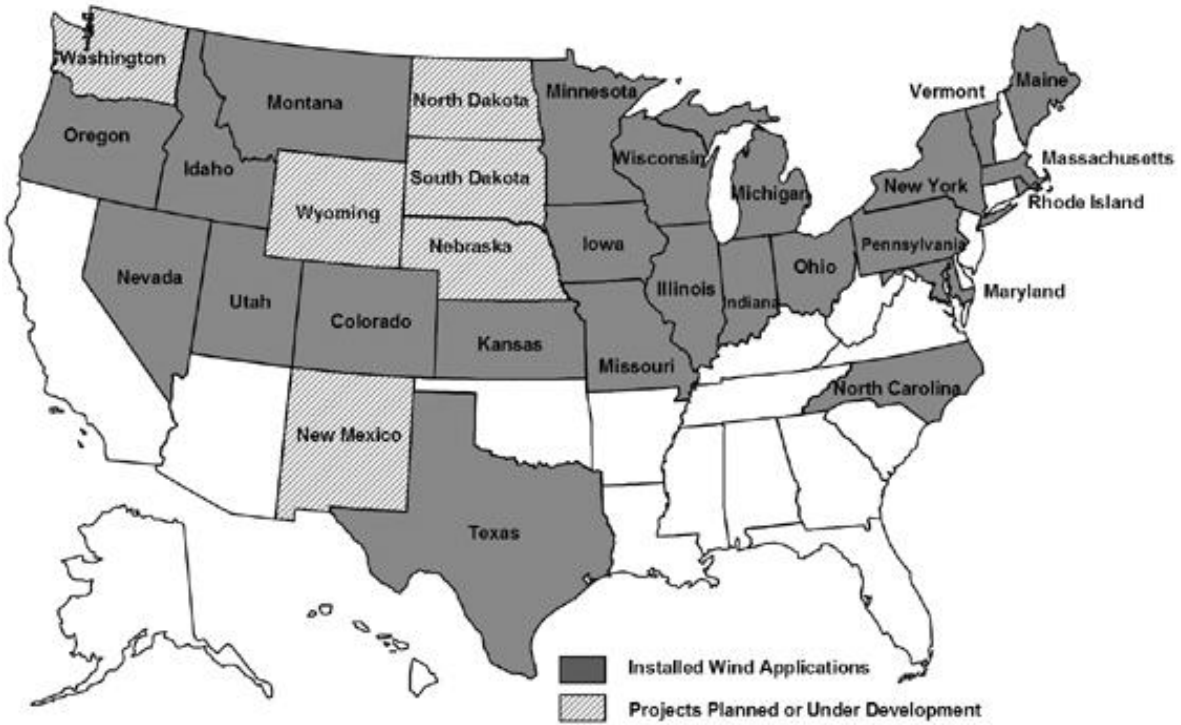 Washington
Montana
North Dakota
Minnesota
Vermont
Maine
Oregon
Idaho
Wisconsin
Massachusetts
South Dakota
Michigan
New York
Rhode Island
Wyoming
Nebraska
Iowa
Pennsylvania
Nevada
Utah
Illinois
Indiana
Ohio
Maryland
Colorado
Kansas
Missouri
North Carolina
New Mexico
Texas
Installed Wind Applications
Projects Planned or Under Development